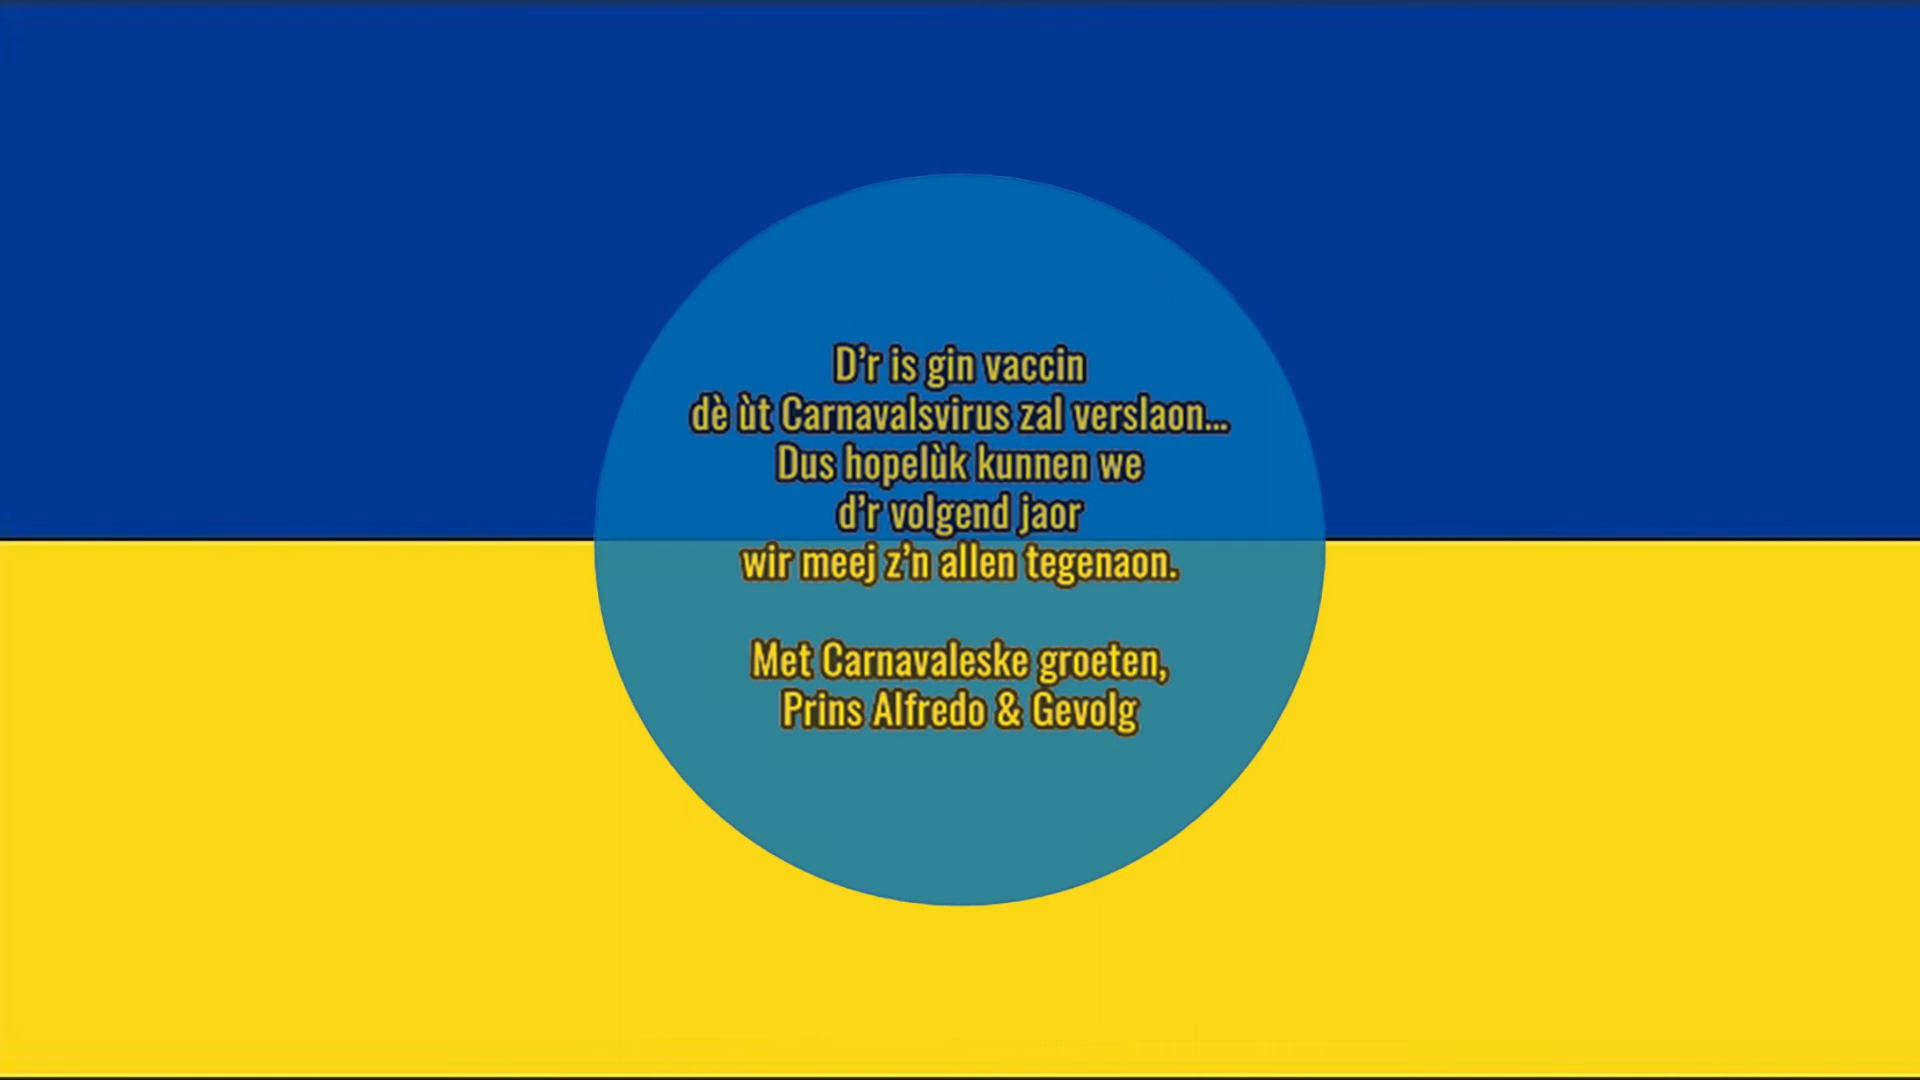 D’r is gin vaccin
dè ùt Carnavalsvirus zal verslaon...
Dus hopelùk kunnen we
d’r volgend jaor
wir meej z’n allen tegenaon.
Met Carnavaleske groeten,
Prins Alfredo & Gevolg